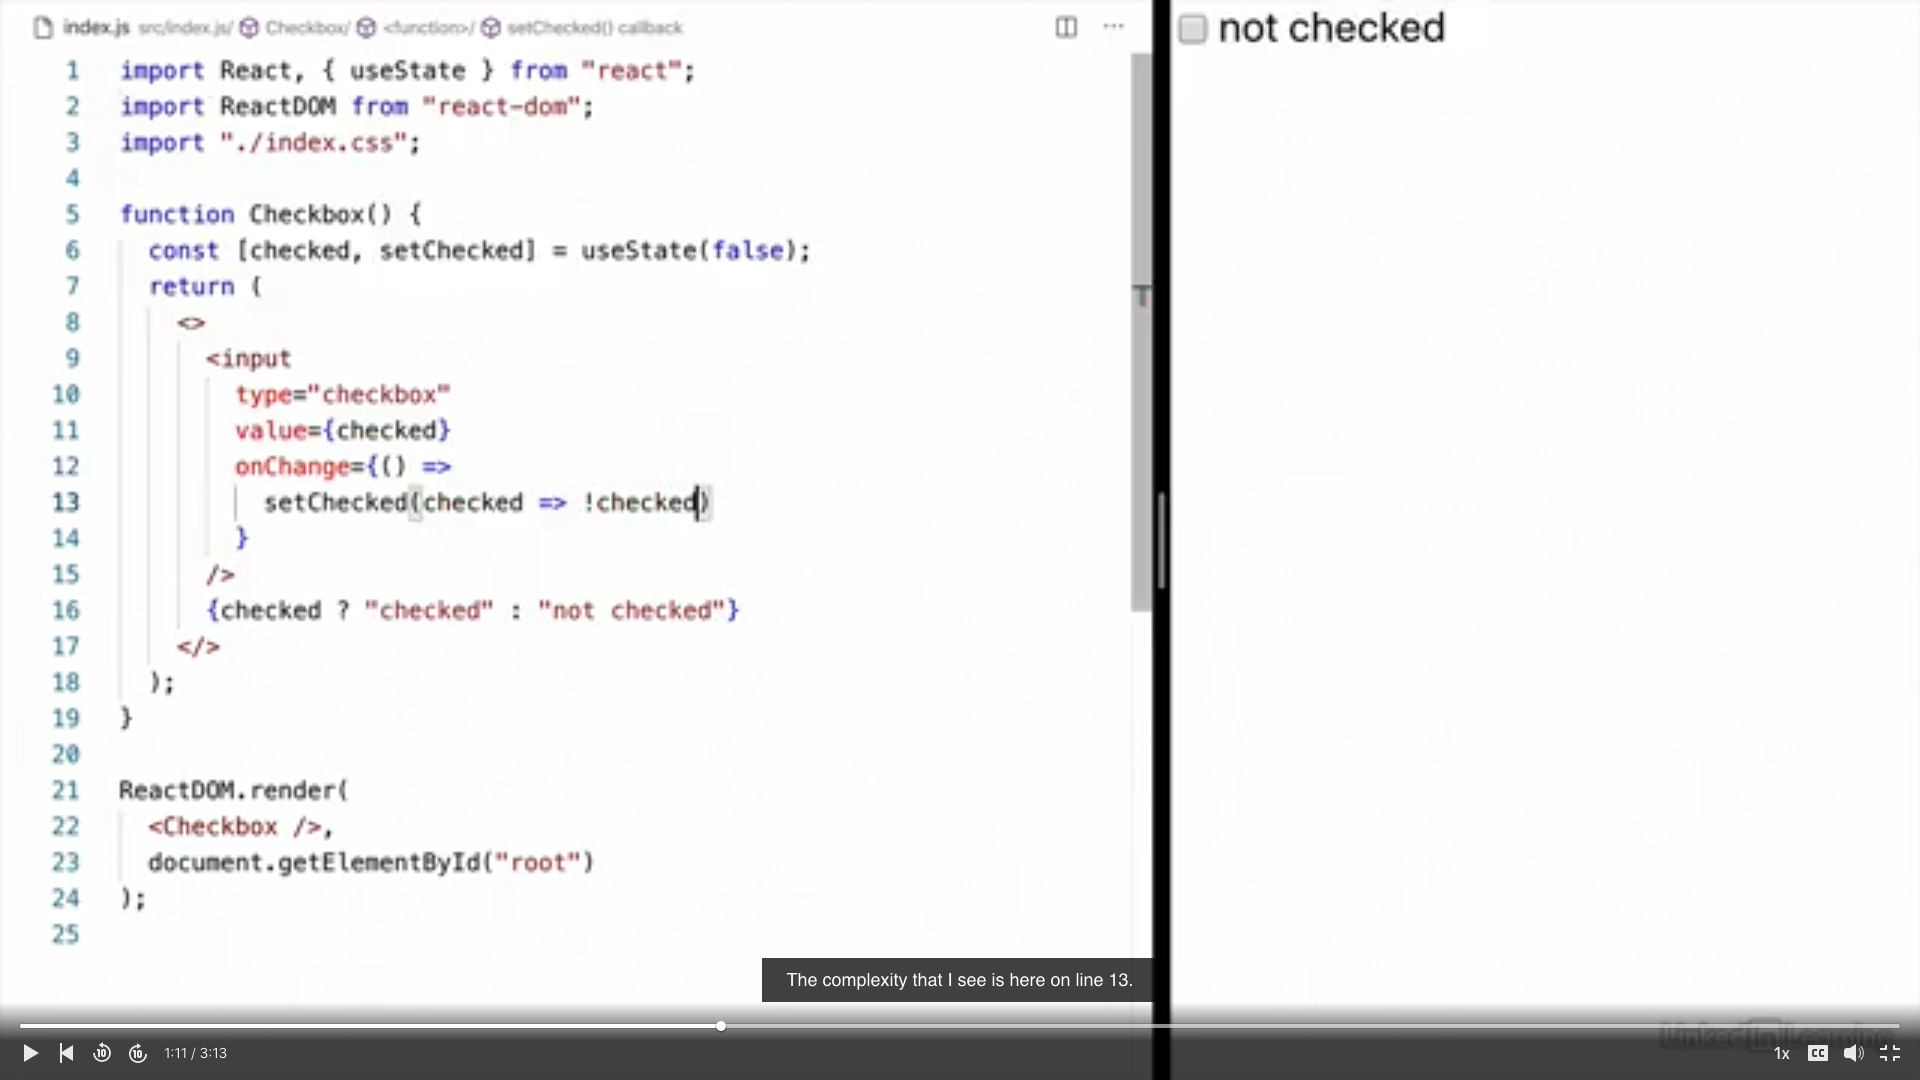 index.js src/index.js/ Checkbox/ <function>/ setChecked() callback
1 import React, { useState } from "react";
2 import ReactDOM from "react-dom";
3 import "./index.css";
4
5 function Checkbox() {
6 const [checked, setChecked] = useState(false);
7 return (
8 <>
9 <input
10 type="checkbox"
11 value={checked}
12 onChange={() =>
13 setChecked(checked => !checked)
14 }
15 />
16 {checked ? "checked" : "not checked"}
17 </>
18 );
19 }
20
21 ReactDOM.render(
22 <Checkbox />,
23 document.getElementById("root")
24 );
25
not checked
The complexity that I see is here on line 13.
LinkedIn Learning
10 10 1:11 / 3:13 1x CC